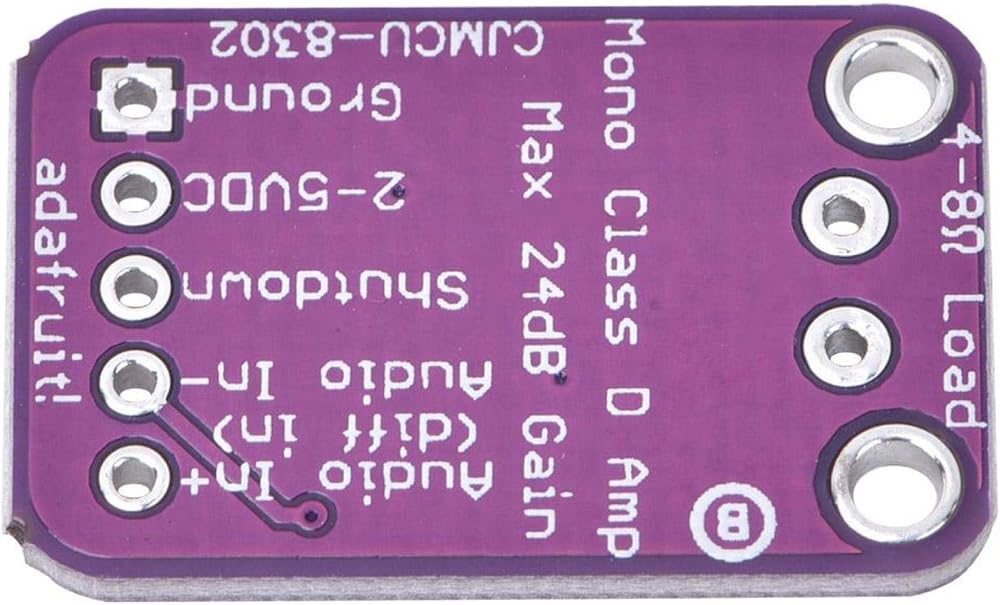 CJMCU-8302
Ground
2-5VDC
Shutdown
Audio In-
(diff in)
Audio In+
adafruit!
Mono Class D Amp
Max 24dB Gain
4-8Ω Load
B